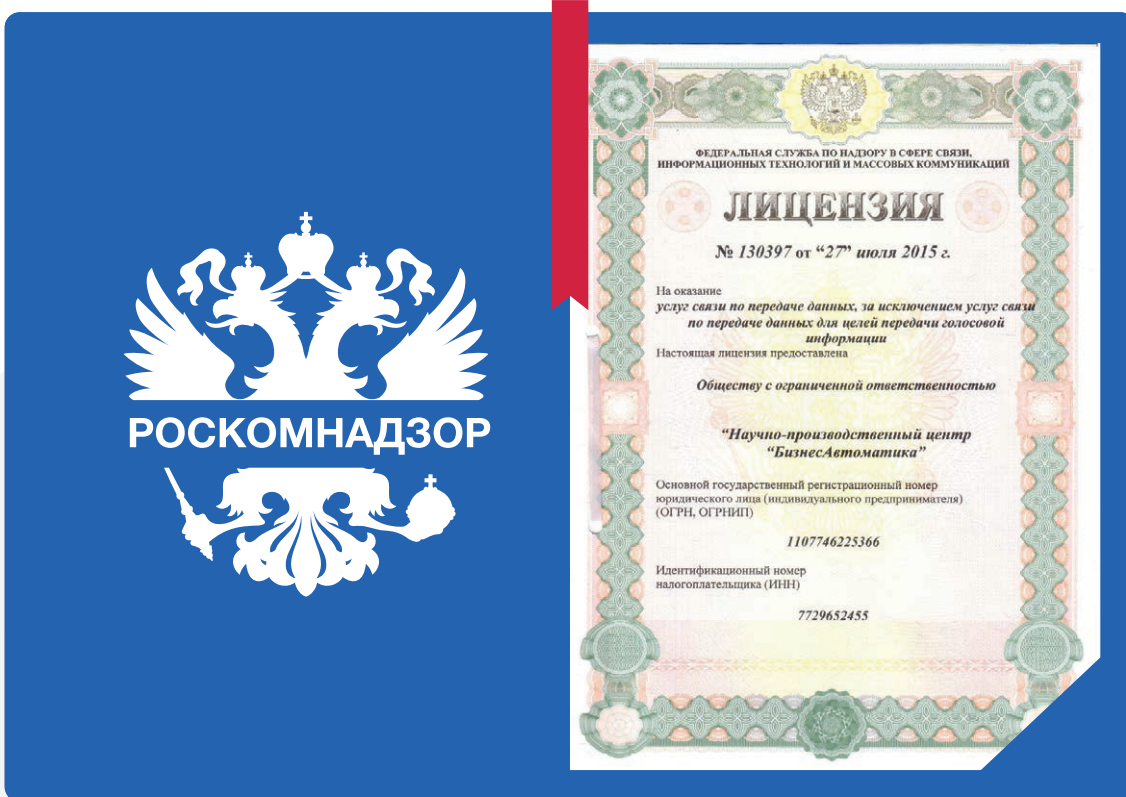 РОСКОМНАДЗОР
ФЕДЕРАЛЬНАЯ СЛУЖБА ПО НАДЗОРУ В СФЕРЕ СВЯЗИ,
ИНФОРМАЦИОННЫХ ТЕХНОЛОГИЙ И МАССОВЫХ КОММУНИКАЦИЙ
ЛИЦЕНЗИЯ
№ 130397 от “27” июля 2015 г.
На оказание
услуг связи по передаче данных, за исключением услуг связи
по передаче данных для целей передачи голосовой
информации
Настоящая лицензия предоставлена
Обществу с ограниченной ответственностью
“Научно-производственный центр
“БизнесАвтоматика”
Основной государственный регистрационный номер
юридического лица (индивидуального предпринимателя)
(ОГРН, ОГРНИП)
1107746225366
Идентификационный номер
налогоплательщика (ИНН)
7729652455